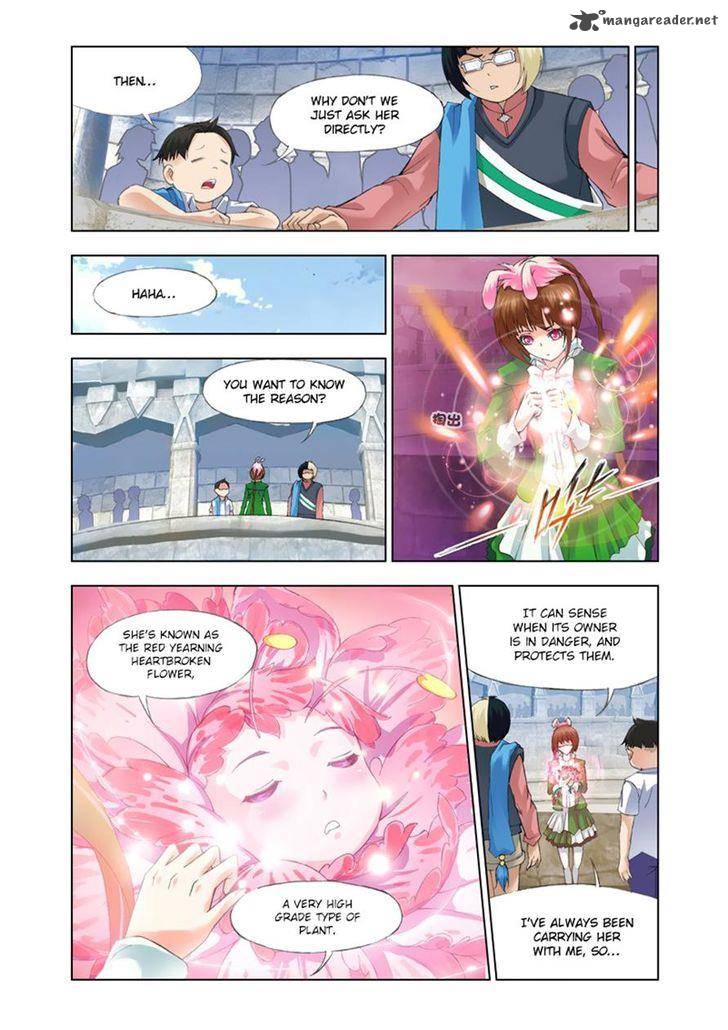 mangareader.net
THEN...
WHY DON'T WE
JUST ASK HER
DIRECTLY?
HAHA...
掏出
YOU WANT TO KNOW
THE REASON?
SHE'S KNOWN AS
THE RED YEARNING
HEARTBROKEN
FLOWER,
A VERY HIGH
GRADE TYPE OF
PLANT.
IT CAN SENSE
WHEN ITS OWNER
IS IN DANGER, AND
PROTECTS THEM.
I'VE ALWAYS BEEN
CARRYING HER
WITH ME, SO...